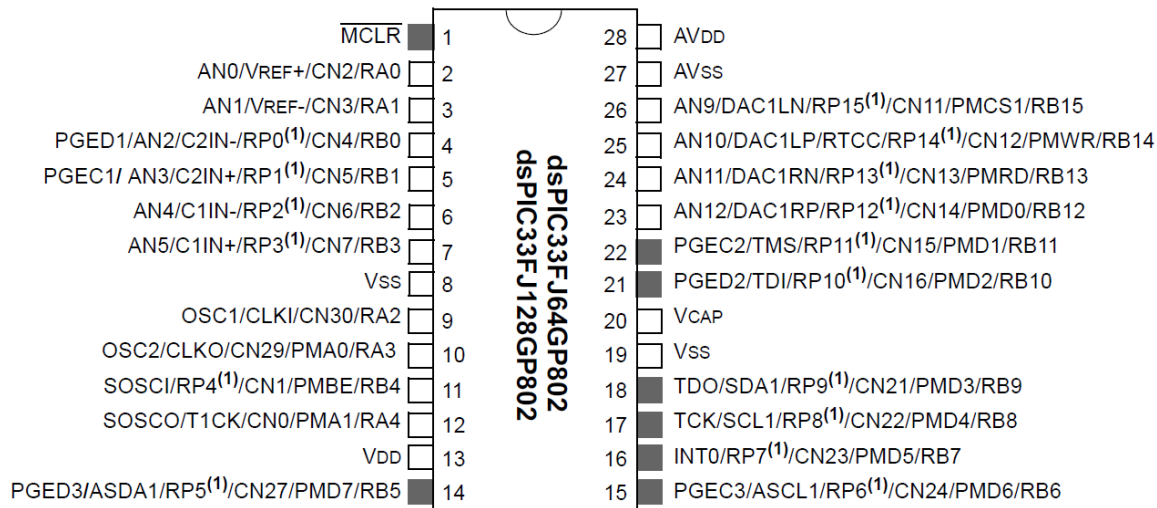 MCLR 1
AN0/VREF+/CN2/RA0 2
AN1/VREF-/CN3/RA1 3
PGED1/AN2/C2IN-/RP0(1)/CN4/RB0 4
PGEC1/ AN3/C2IN+/RP1(1)/CN5/RB1 5
AN4/C1IN-/RP2(1)/CN6/RB2 6
AN5/C1IN+/RP3(1)/CN7/RB3 7
VSS 8
OSC1/CLKI/CN30/RA2 9
OSC2/CLKO/CN29/PMA0/RA3 10
SOSCI/RP4(1)/CN1/PMBE/RB4 11
SOSCO/T1CK/CN0/PMA1/RA4 12
VDD 13
PGED3/ASDA1/RP5(1)/CN27/PMD7/RB5 14
dsPIC33FJ64GP802
dsPIC33FJ128GP802
28 AVDD
27 AVSS
26 AN9/DAC1LN/RP15(1)/CN11/PMCS1/RB15
25 AN10/DAC1LP/RTCC/RP14(1)/CN12/PMWR/RB14
24 AN11/DAC1RN/RP13(1)/CN13/PMRD/RB13
23 AN12/DAC1RP/RP12(1)/CN14/PMD0/RB12
22 PGEC2/TMS/RP11(1)/CN15/PMD1/RB11
21 PGED2/TDI/RP10(1)/CN16/PMD2/RB10
20 VCAP
19 VSS
18 TDO/SDA1/RP9(1)/CN21/PMD3/RB9
17 TCK/SCL1/RP8(1)/CN22/PMD4/RB8
16 INT0/RP7(1)/CN23/PMD5/RB7
15 PGEC3/ASCL1/RP6(1)/CN24/PMD6/RB6